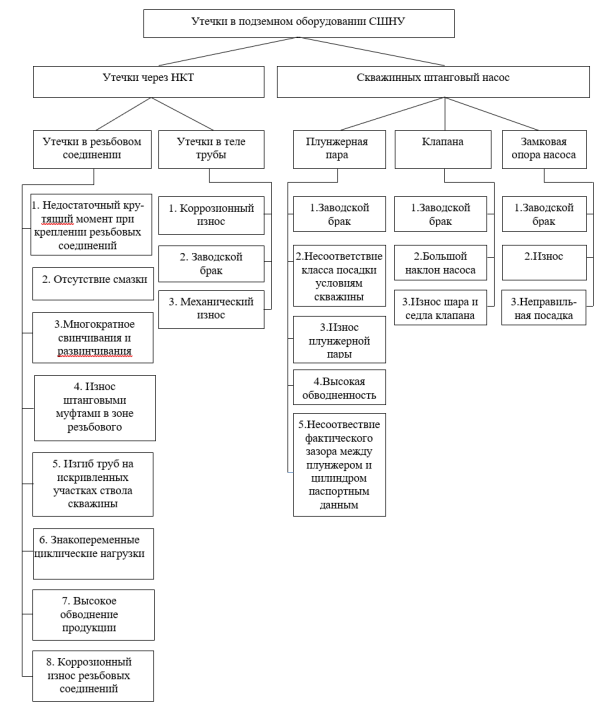 Утечки в подземном оборудовании СШНУ
Утечки через НКТ
Скважинных штанговый насос
Утечки в резьбовом
соединении
Утечки в теле
трубы
Плунжерная
пара
Клапана
Замковая
опора насоса
1. Недостаточный кру-
тящий момент при
креплении резьбовых
соединений
2. Отсутствие смазки
3.Многократное
свинчивания и
развинчивания
4. Износ
штанговыми
муфтами в зоне
резьбового
5. Изгиб труб на
искривленных
участках ствола
скважины
6. Знакопеременные
циклические нагрузки
7. Высокое
обводнение
продукции
8. Коррозионный
износ резьбовых
соединений
1. Коррозионный
износ
2. Заводской
брак
3. Механический
износ
1.Заводской
брак
2.Несоответствие
класса посадки
условиям
скважины
3.Износ
плунжерной
пары
4.Высокая
обводненность
5.Несоотвествие
фактического
зазора между
плунжером и
цилиндром
паспортным
данным
1.Заводской
брак
2.Большой
наклон насоса
3.Износ шара и
седла клапана
1.Заводской
брак
2.Износ
3.Неправиль-
ная посадка